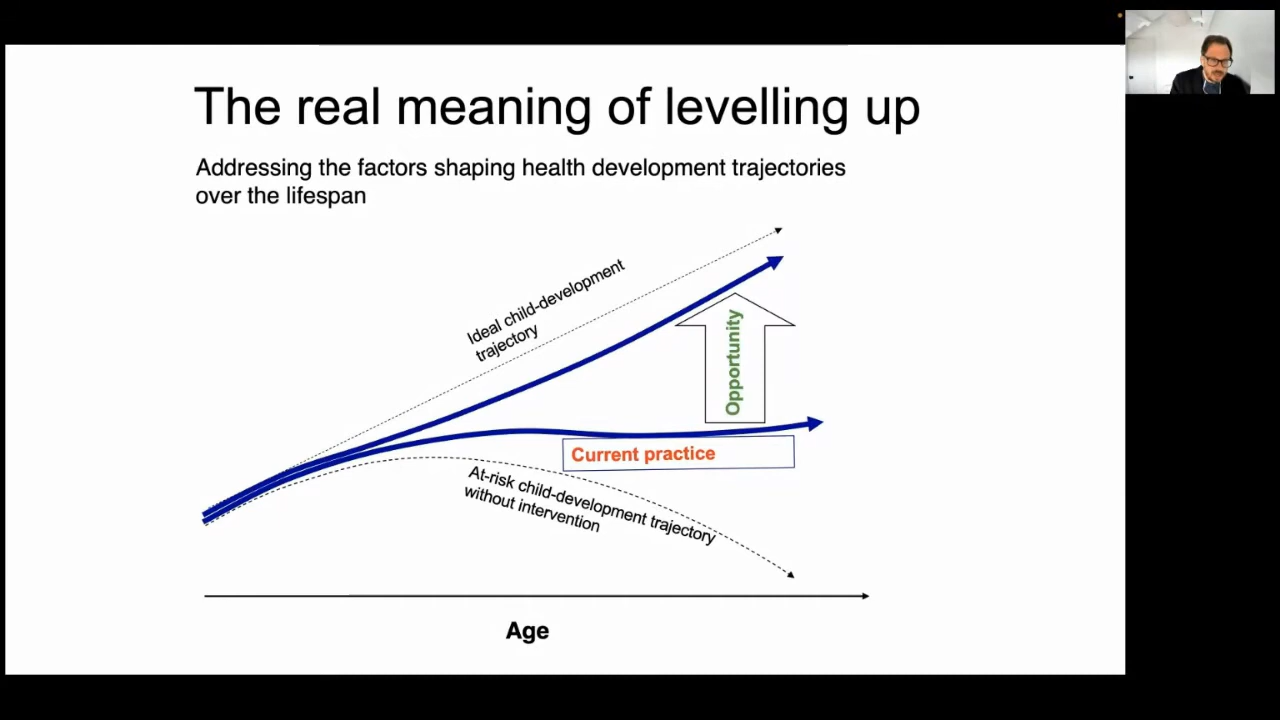 The real meaning of levelling up
Addressing the factors shaping health development trajectories
over the lifespan
Ideal child-development
trajectory
Opportunity
Current practice
At-risk child-development trajectory
without intervention
Age